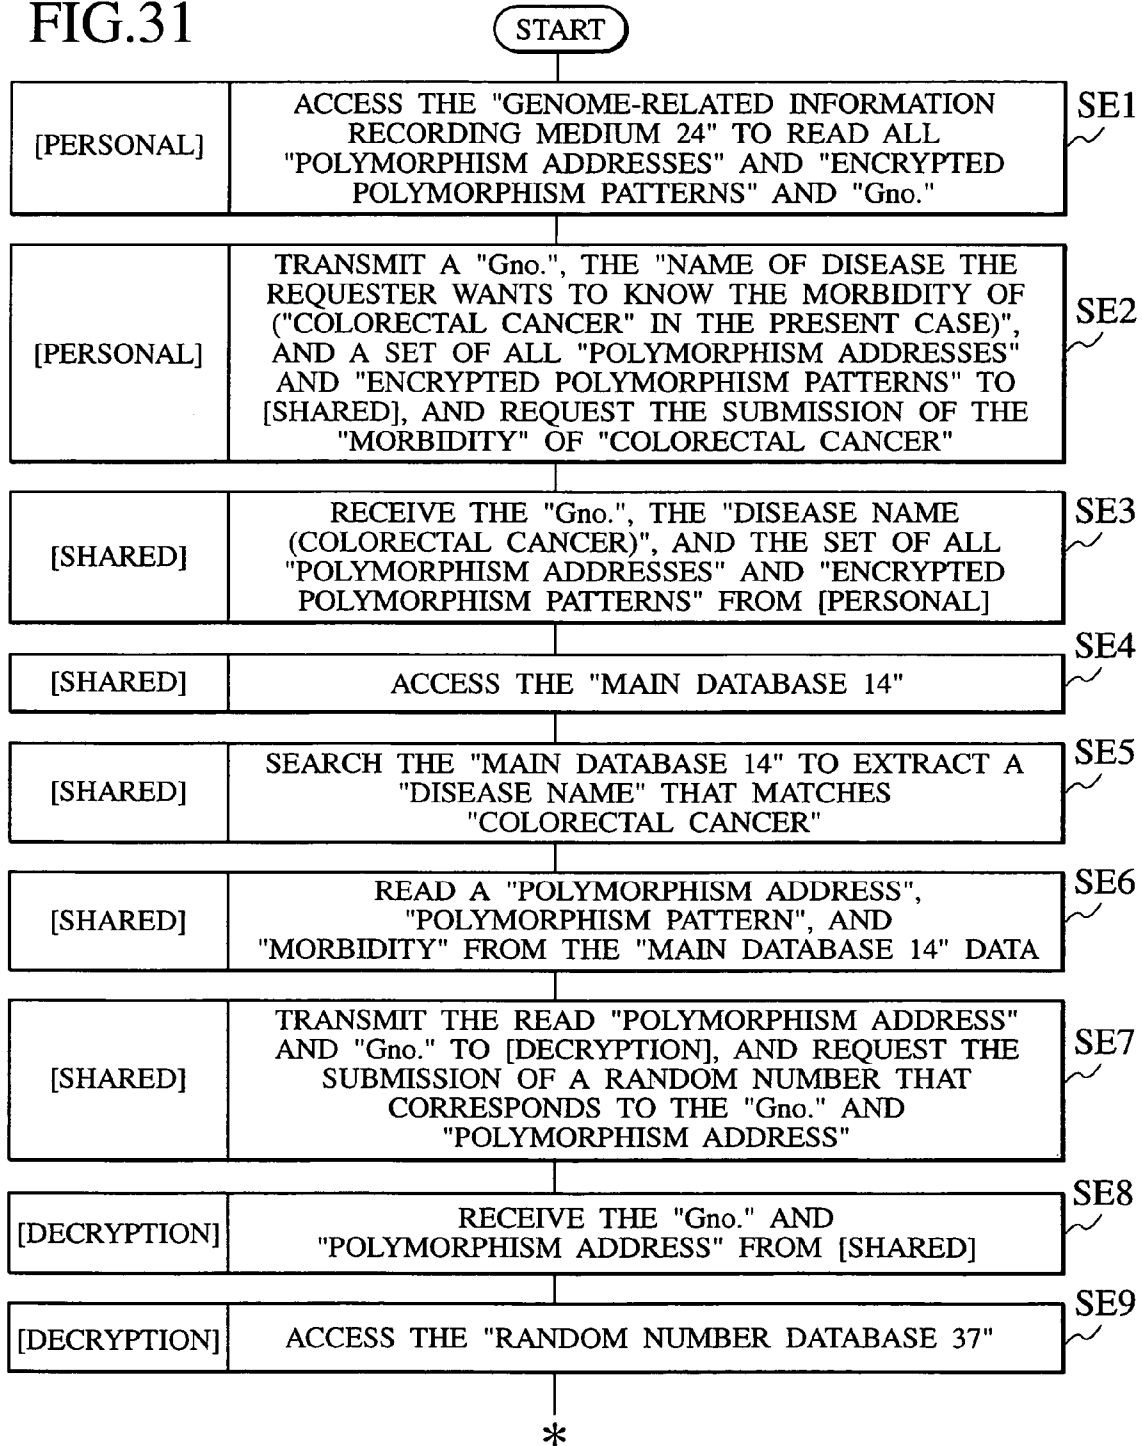 FIG.31
START
[PERSONAL]
ACCESS THE "GENOME-RELATED INFORMATION
RECORDING MEDIUM 24" TO READ ALL
"POLYMORPHISM ADDRESSES" AND "ENCRYPTED
POLYMORPHISM PATTERNS" AND "Gno."
SE1
[PERSONAL]
TRANSMIT A "Gno.", THE "NAME OF DISEASE THE
REQUESTER WANTS TO KNOW THE MORBIDITY OF
("COLORECTAL CANCER" IN THE PRESENT CASE)",
AND A SET OF ALL "POLYMORPHISM ADDRESSES"
AND "ENCRYPTED POLYMORPHISM PATTERNS" TO
[SHARED], AND REQUEST THE SUBMISSION OF THE
"MORBIDITY" OF "COLORECTAL CANCER"
SE2
[SHARED]
RECEIVE THE "Gno.", THE "DISEASE NAME
(COLORECTAL CANCER)", AND THE SET OF ALL
"POLYMORPHISM ADDRESSES" AND "ENCRYPTED
POLYMORPHISM PATTERNS" FROM [PERSONAL]
SE3
[SHARED]
ACCESS THE "MAIN DATABASE 14"
SE4
[SHARED]
SEARCH THE "MAIN DATABASE 14" TO EXTRACT A
"DISEASE NAME" THAT MATCHES
"COLORECTAL CANCER"
SE5
[SHARED]
READ A "POLYMORPHISM ADDRESS",
"POLYMORPHISM PATTERN", AND
"MORBIDITY" FROM THE "MAIN DATABASE 14" DATA
SE6
[SHARED]
TRANSMIT THE READ "POLYMORPHISM ADDRESS"
AND "Gno." TO [DECRYPTION], AND REQUEST THE
SUBMISSION OF A RANDOM NUMBER THAT
CORRESPONDS TO THE "Gno." AND
"POLYMORPHISM ADDRESS"
SE7
[DECRYPTION]
RECEIVE THE "Gno." AND
"POLYMORPHISM ADDRESS" FROM [SHARED]
SE8
[DECRYPTION]
ACCESS THE "RANDOM NUMBER DATABASE 37"
SE9
*